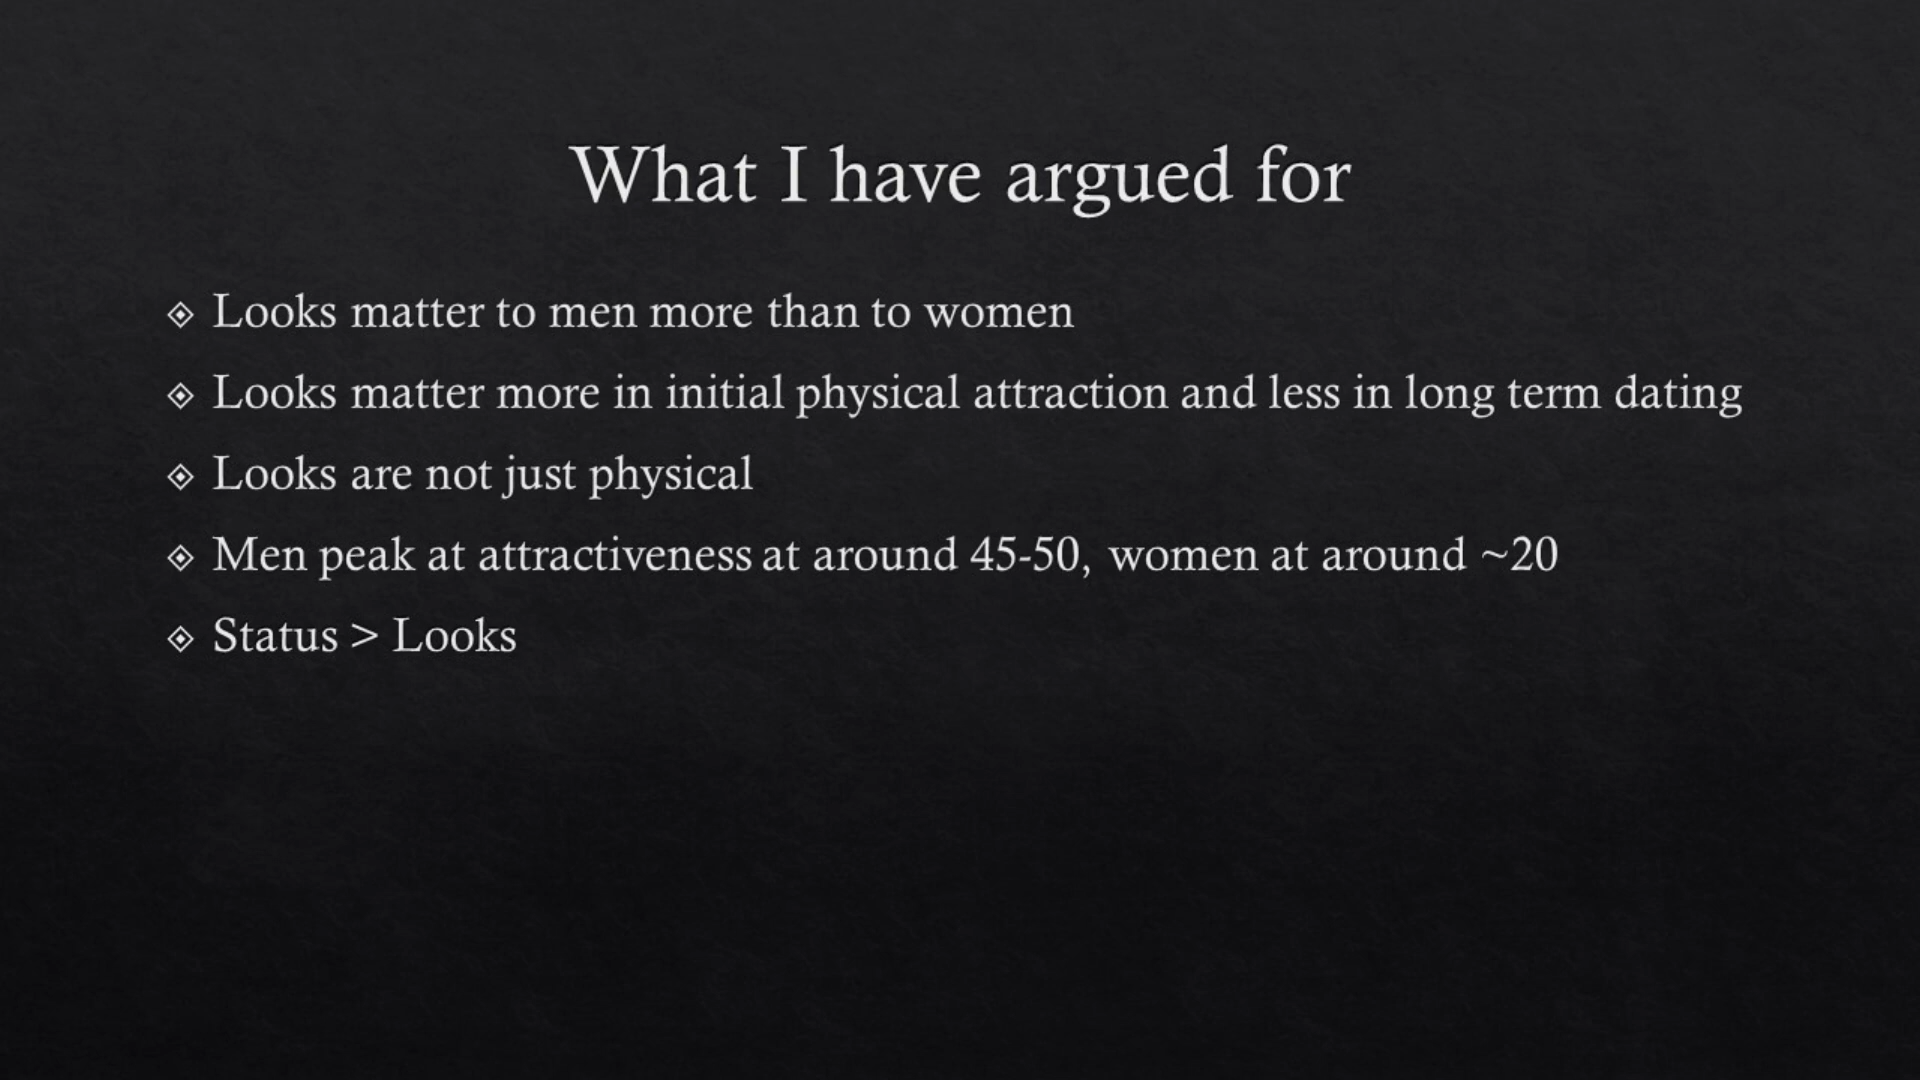 What I have argued for
Looks matter to men more than to women
Looks matter more in initial physical attraction and less in long term dating
Looks are not just physical
Men peak at attractiveness at around 45-50, women at around ~20
Status > Looks